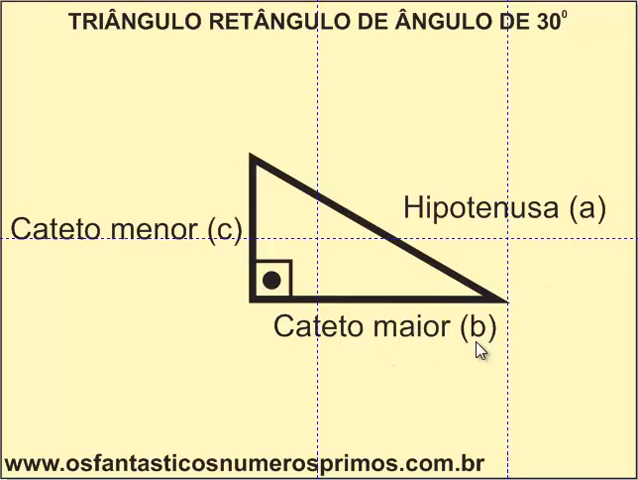 TRIÂNGULO RETÂNGULO DE ÂNGULO DE 30⁰
Hipotenusa (a)
Cateto menor (c)
Cateto maior (b)
www.osfantasticosnumerosprimos.com.br